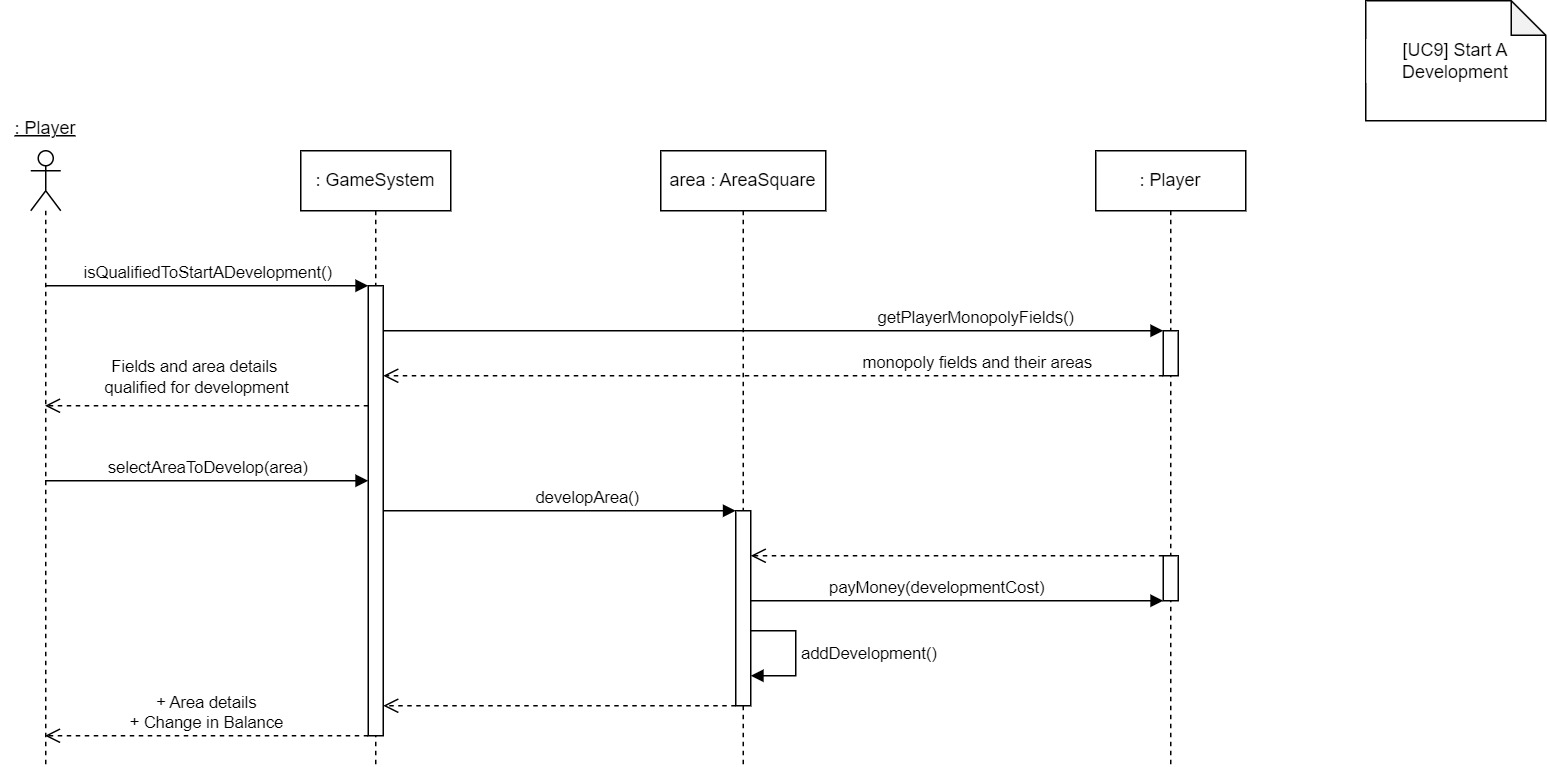 [UC9] Start A
Development
: Player
: GameSystem
area : AreaSquare
: Player
isQualifiedToStartADevelopment()
getPlayerMonopolyFields()
monopoly fields and their areas
Fields and area details
qualified for development
selectAreaToDevelop(area)
developArea()
payMoney(developmentCost)
addDevelopment()
+ Area details
+ Change in Balance